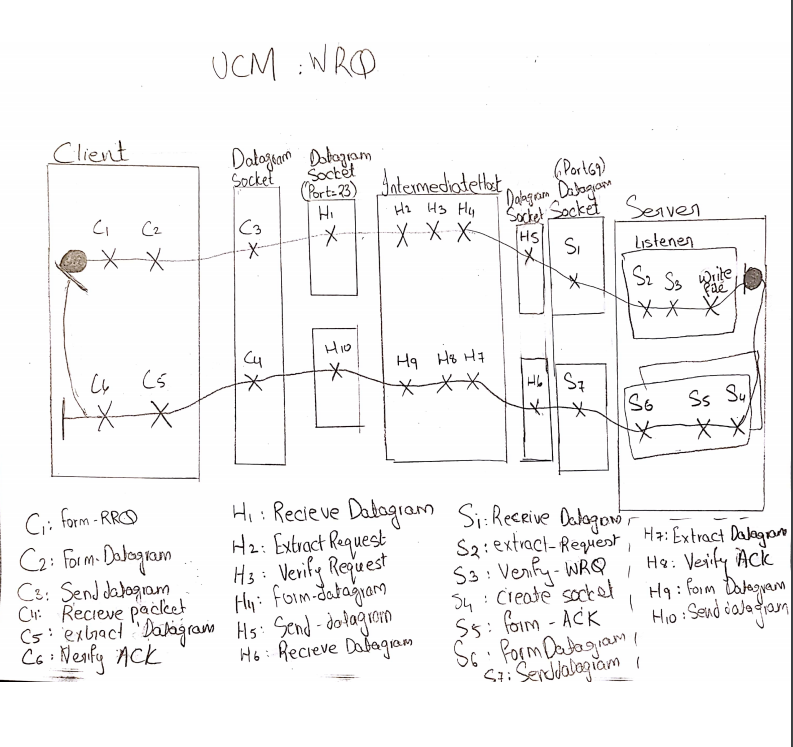 UCM : WRQ
Client
Datagram
Socket
Datagram
Socket
(Port=23)
IntermediateHost
Datagram
Socket
(Port69)
Datagram
Socket
Server
Listener
C1
C2
C3
H1
H2
H3
H4
H5
S1
S2
S3
Write
file
C6
C5
C4
H10
H9
H8
H7
H6
S7
S6
S5
S4
C1: form-RRQ
C2: Form-Datagram
C3: Send datagram
C4: Recieve packet
C5: extract Datagram
C6: Verify ACK
H1: Recieve Datagram
H2: Extract Request
H3: Verify Request
H4: form-datagram
H5: Send-datagram
H6: Recieve Datagram
S1: Receive Datagram,
S2: extract-Request,
S3: Verify-WRQ,
S4: Create socket,
S5: form-ACK
S6: Form Datagram,
S7: Send datagram,
H7: Extract Datagram
H8: Verify ACK
H9: Form Datagram
H10: Send datagram